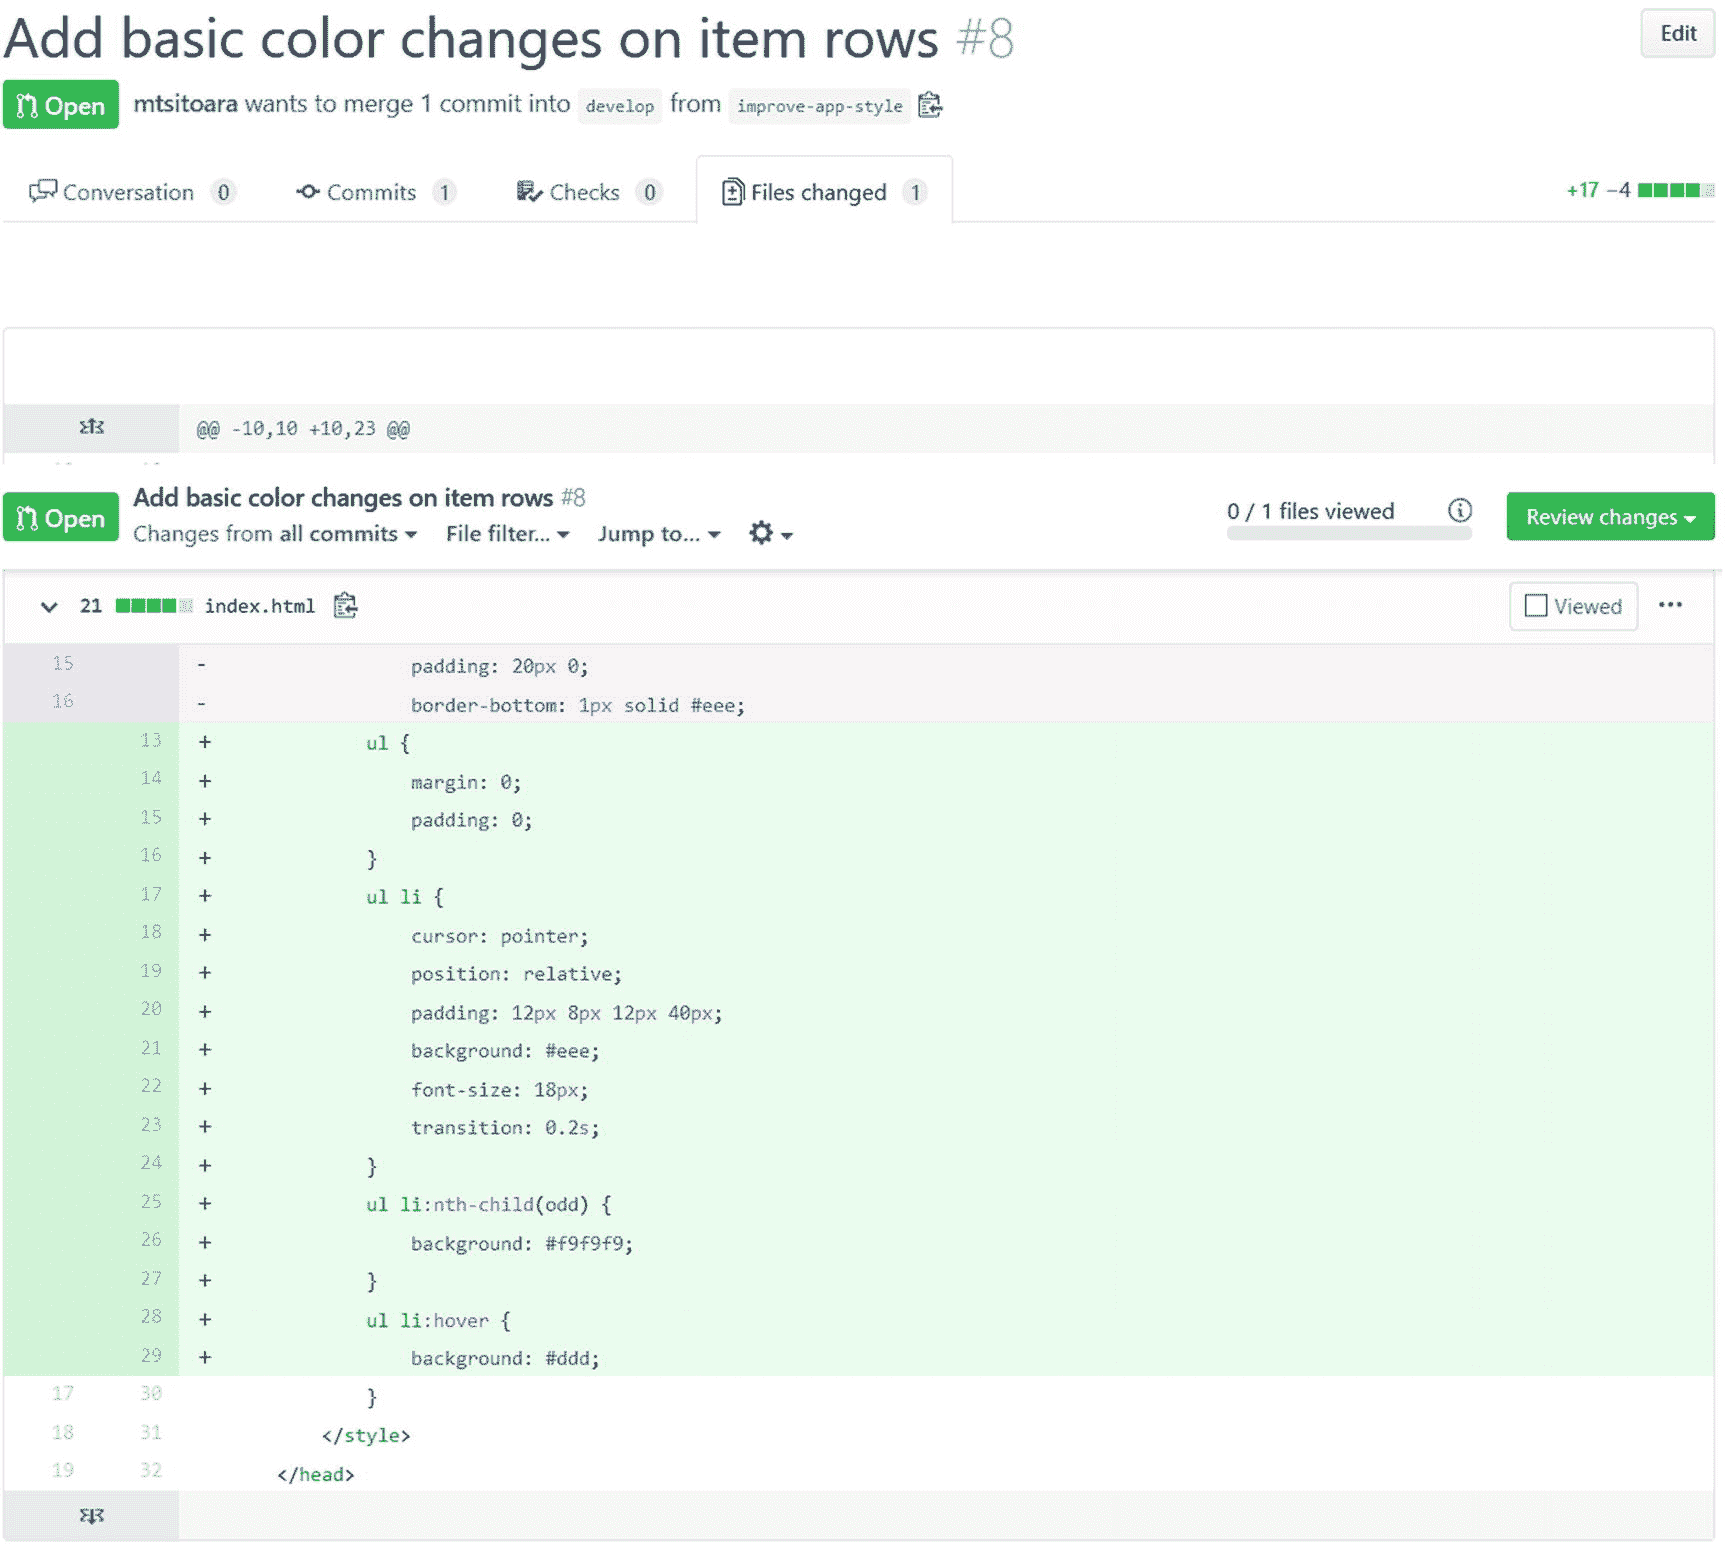 Add basic color changes on item rows #8
Edit
Open mtsitoara wants to merge 1 commit into develop from improve-app-style
Conversation 0 Commits 1 Checks 0 Files changed 1 +17 −4
@@ -10,10 +10,23 @@
Open Add basic color changes on item rows #8
Changes from all commits File filter... Jump to...
0 / 1 files viewed
Review changes
21 index.html Viewed
15 - padding: 20px 0;
16 - border-bottom: 1px solid #eee;
13 + ul {
14 + margin: 0;
15 + padding: 0;
16 + }
17 + ul li {
18 + cursor: pointer;
19 + position: relative;
20 + padding: 12px 8px 12px 40px;
21 + background: #eee;
22 + font-size: 18px;
23 + transition: 0.2s;
24 + }
25 + ul li:nth-child(odd) {
26 + background: #f9f9f9;
27 + }
28 + ul li:hover {
29 + background: #ddd;
17 30 }
18 31 </style>
19 32 </head>